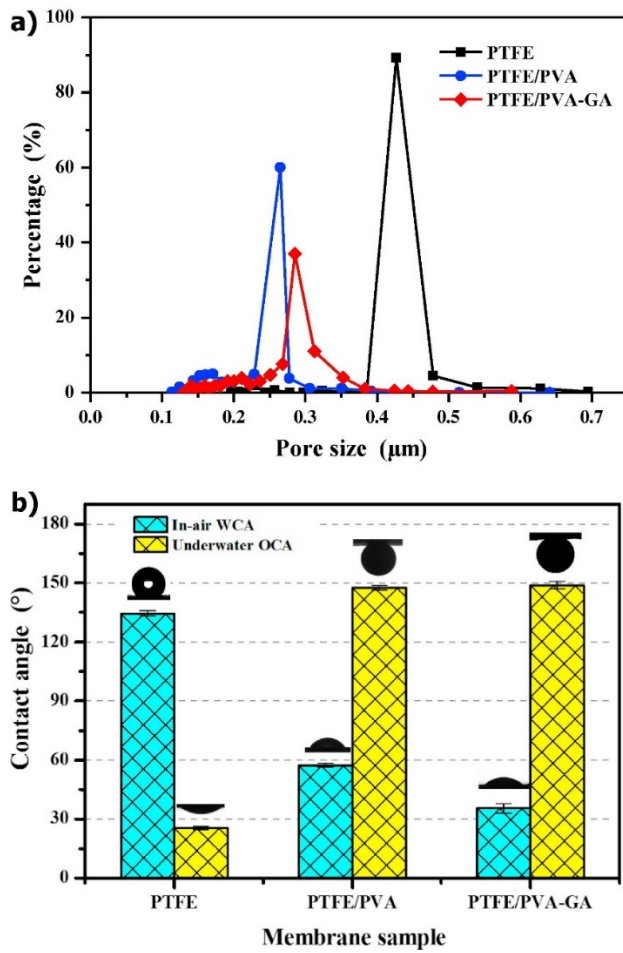 a)
100
80
60
40
20
0
Percentage (%)
PTFE
PTFE/PVA
PTFE/PVA-GA
0.0 0.1 0.2 0.3 0.4 0.5 0.6 0.7
Pore size (μm)
b)
180
150
120
90
60
30
0
Contact angle (°)
In-air WCA
Underwater OCA
PTFE PTFE/PVA PTFE/PVA-GA
Membrane sample